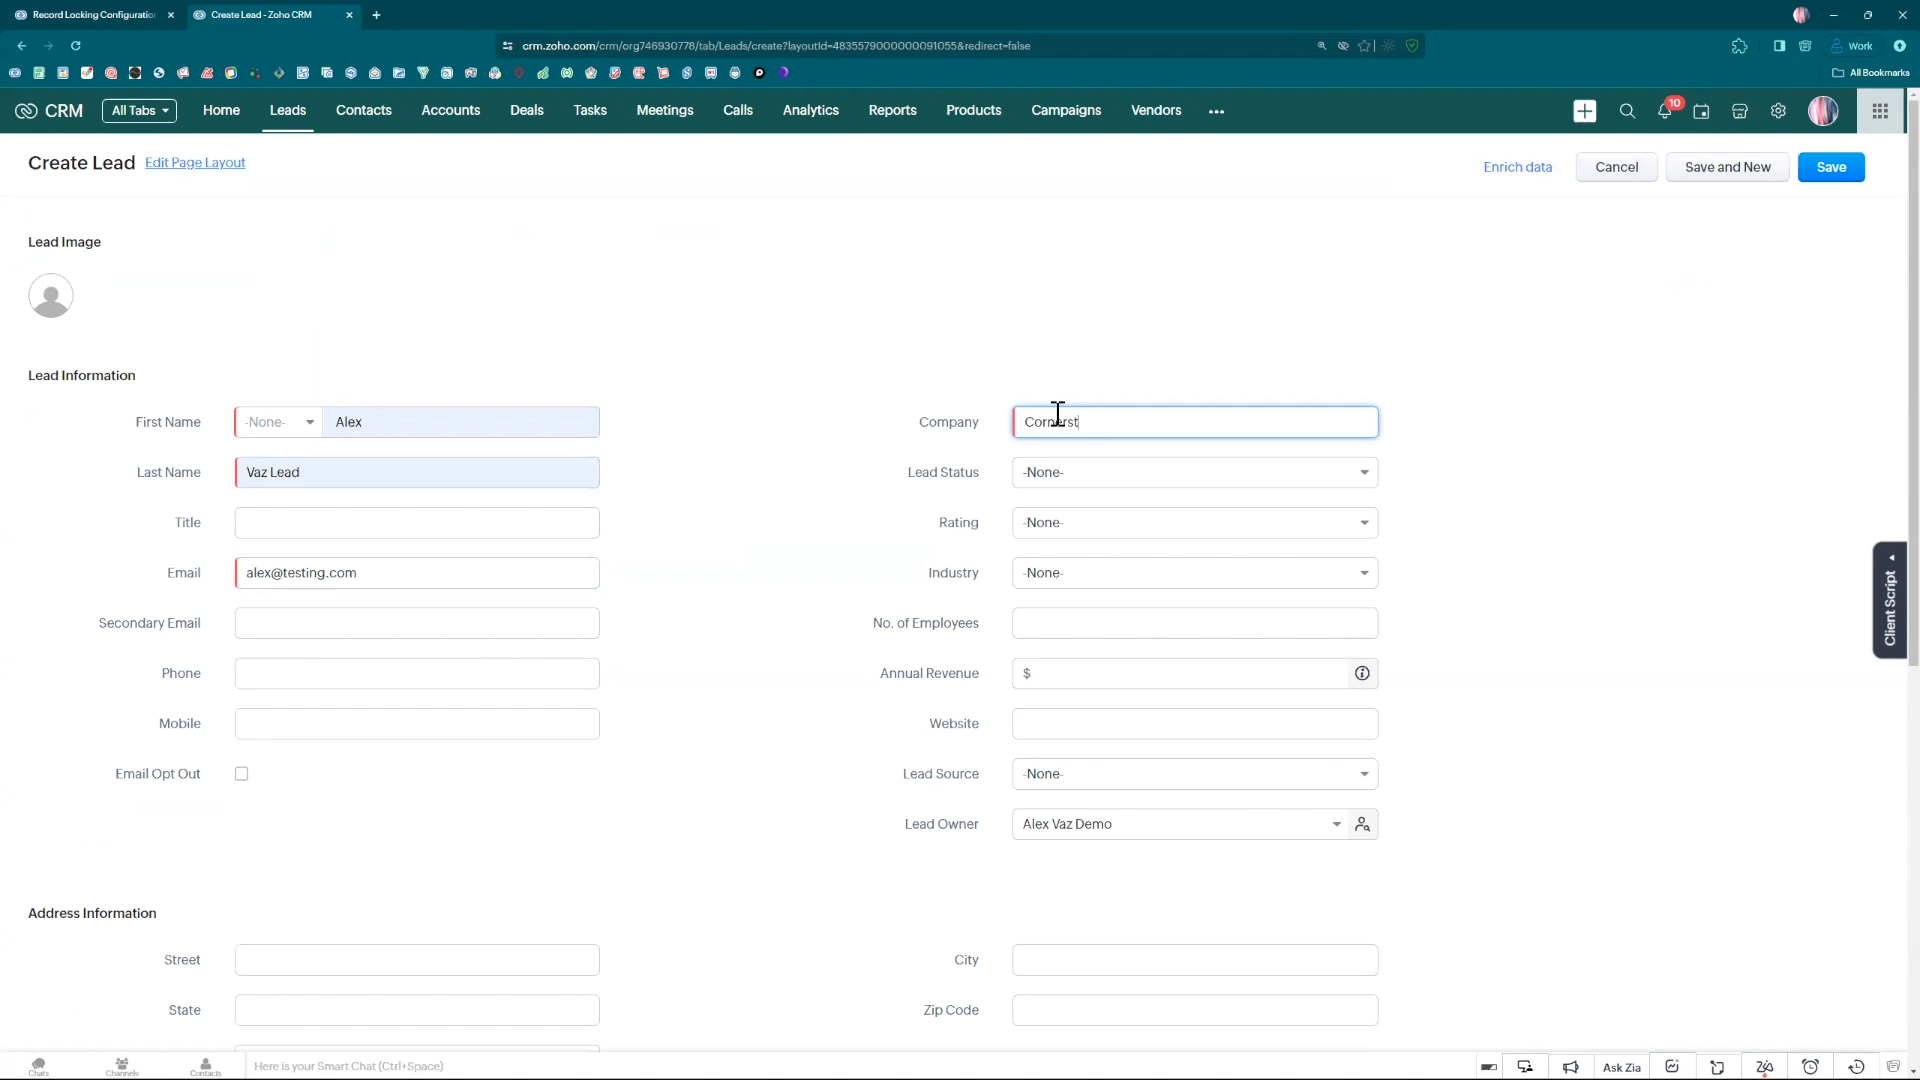 Record Locking Configuration
Create Lead - Zoho CRM
crm.zoho.com/crm/org746930778/tab/Leads/create?layoutId=4835579000000091055&redirect=false
Work
All Bookmarks
CRM
All Tabs
Home
Leads
Contacts
Accounts
Deals
Tasks
Meetings
Calls
Analytics
Reports
Products
Campaigns
Vendors
10
Create Lead
Edit Page Layout
Enrich data
Cancel
Save and New
Save
Lead Image
Lead Information
First Name
-None-
Alex
Company
Cornerst
Last Name
Vaz Lead
Lead Status
-None-
Title
Rating
-None-
Email
alex@testing.com
Industry
-None-
Secondary Email
No. of Employees
Phone
Annual Revenue
$
Mobile
Website
Email Opt Out
Lead Source
-None-
Lead Owner
Alex Vaz Demo
Client Script
Address Information
Street
City
State
Zip Code
Chats
Channels
Contacts
Here is your Smart Chat (Ctrl+Space)
Ask Zia